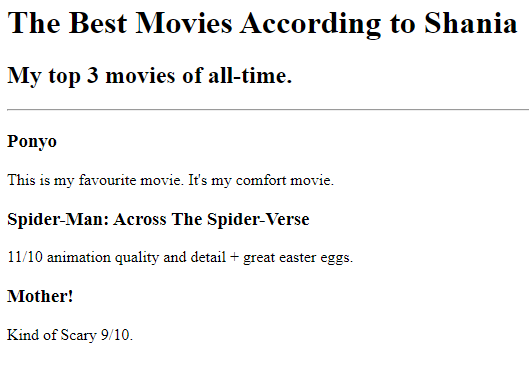 The Best Movies According to Shania
My top 3 movies of all-time.
Ponyo
This is my favourite movie. It's my comfort movie.
Spider-Man: Across The Spider-Verse
11/10 animation quality and detail + great easter eggs.
Mother!
Kind of Scary 9/10.